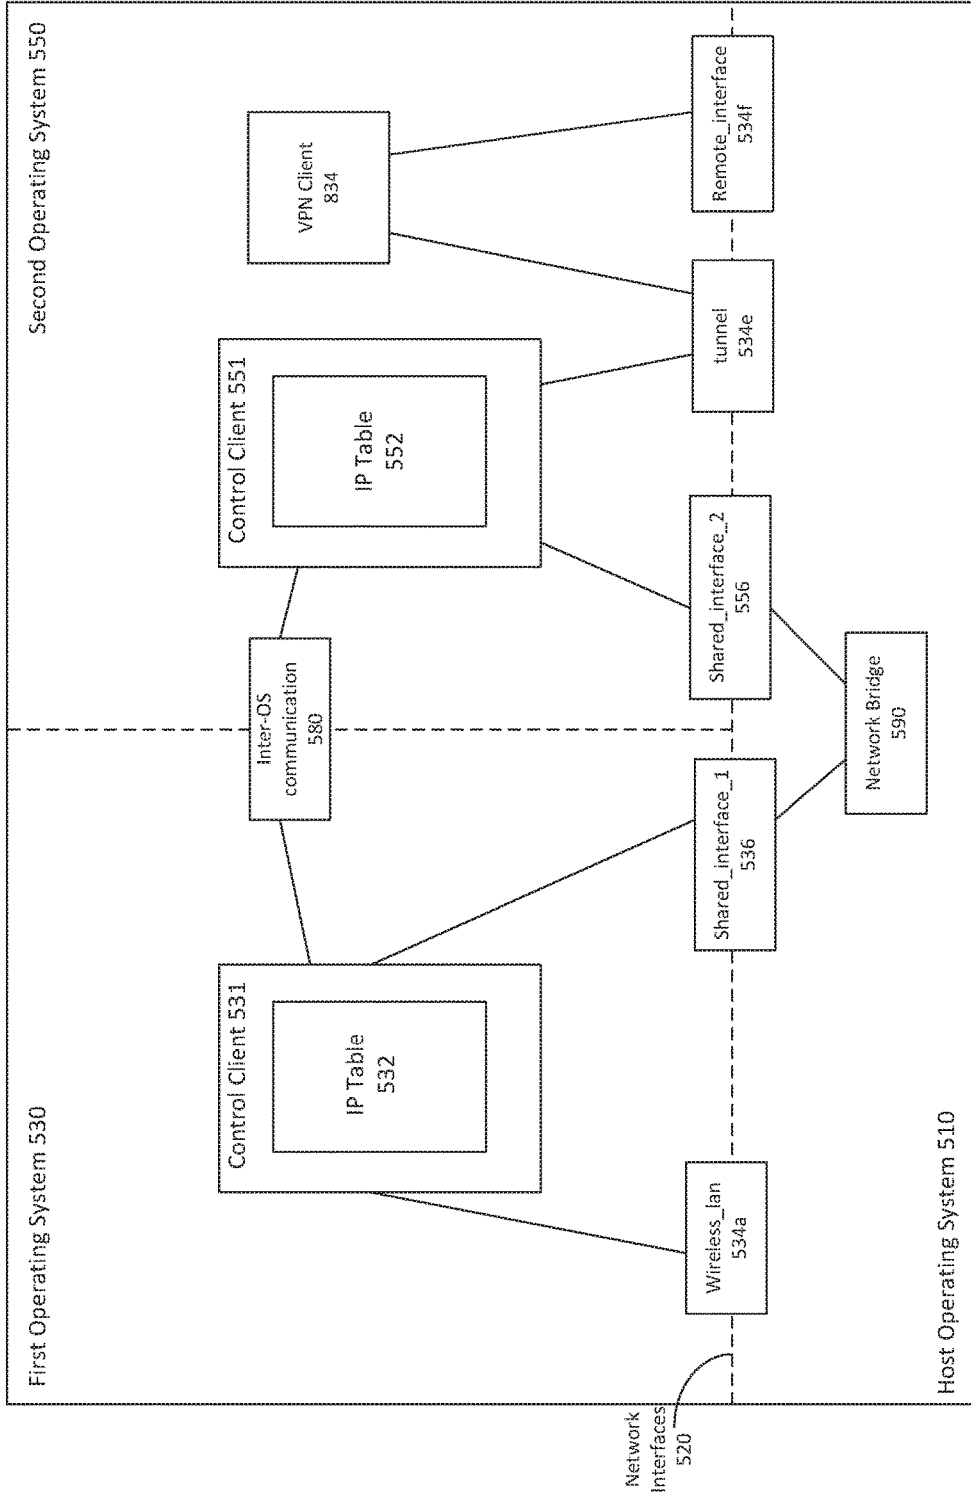 First Operating System 530
Second Operating System 550
Control Client 531
IP Table
532
Inter-OS
communication
580
Control Client 551
IP Table
552
VPN Client
834
Network
Interfaces
520
Wireless_lan
534a
Shared_interface_1
536
Shared_interface_2
556
tunnel
534e
Remote_interface
534f
Network Bridge
590
Host Operating System 510